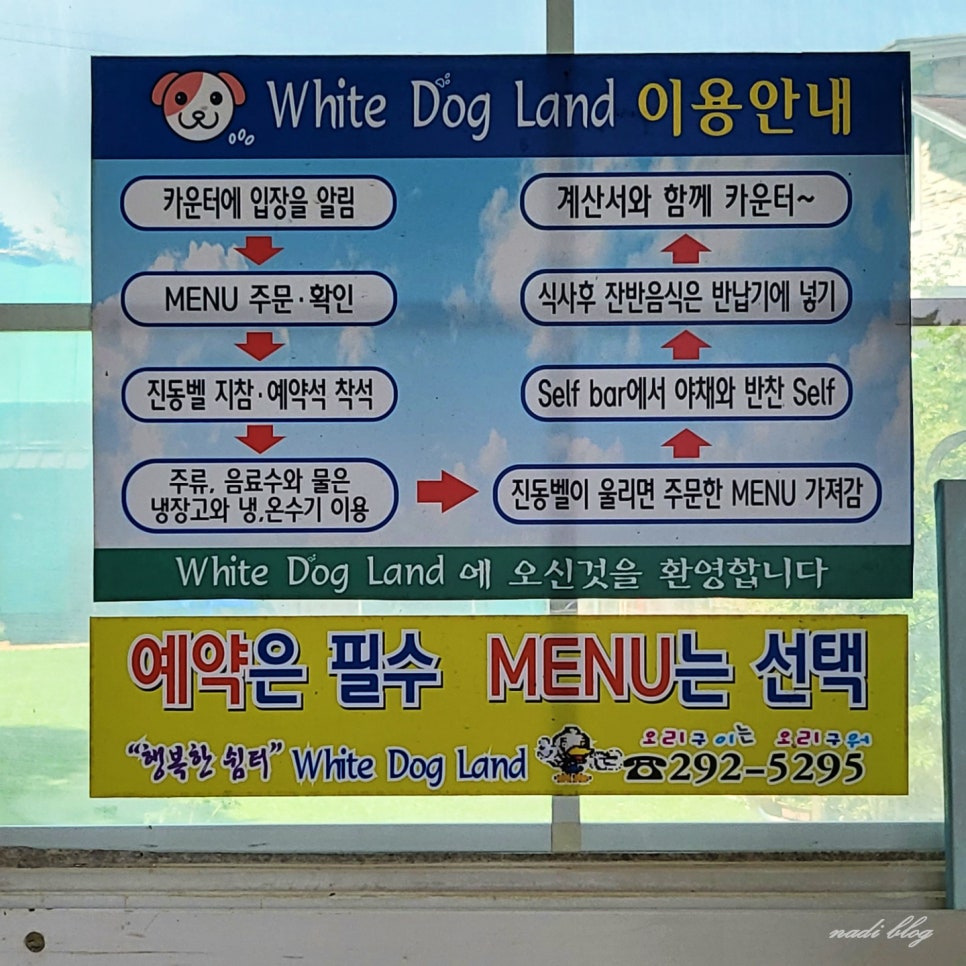 White Dog Land 이용안내
카운터에 입장을 알림
MENU 주문·확인
진동벨 지참·예약석 착석
주류, 음료수와 물은
냉장고와 냉,온수기 이용
진동벨이 울리면 주문한 MENU 가져감
Self bar에서 야채와 반찬 Self
식사후 잔반음식은 반납기에 넣기
계산서와 함께 카운터~
White Dog Land 에 오신것을 환영합니다
예약은 필수 MENU는 선택
오리구이는 오리구워
“행복한 쉼터” White Dog Land ☎292-5295
nadi blog